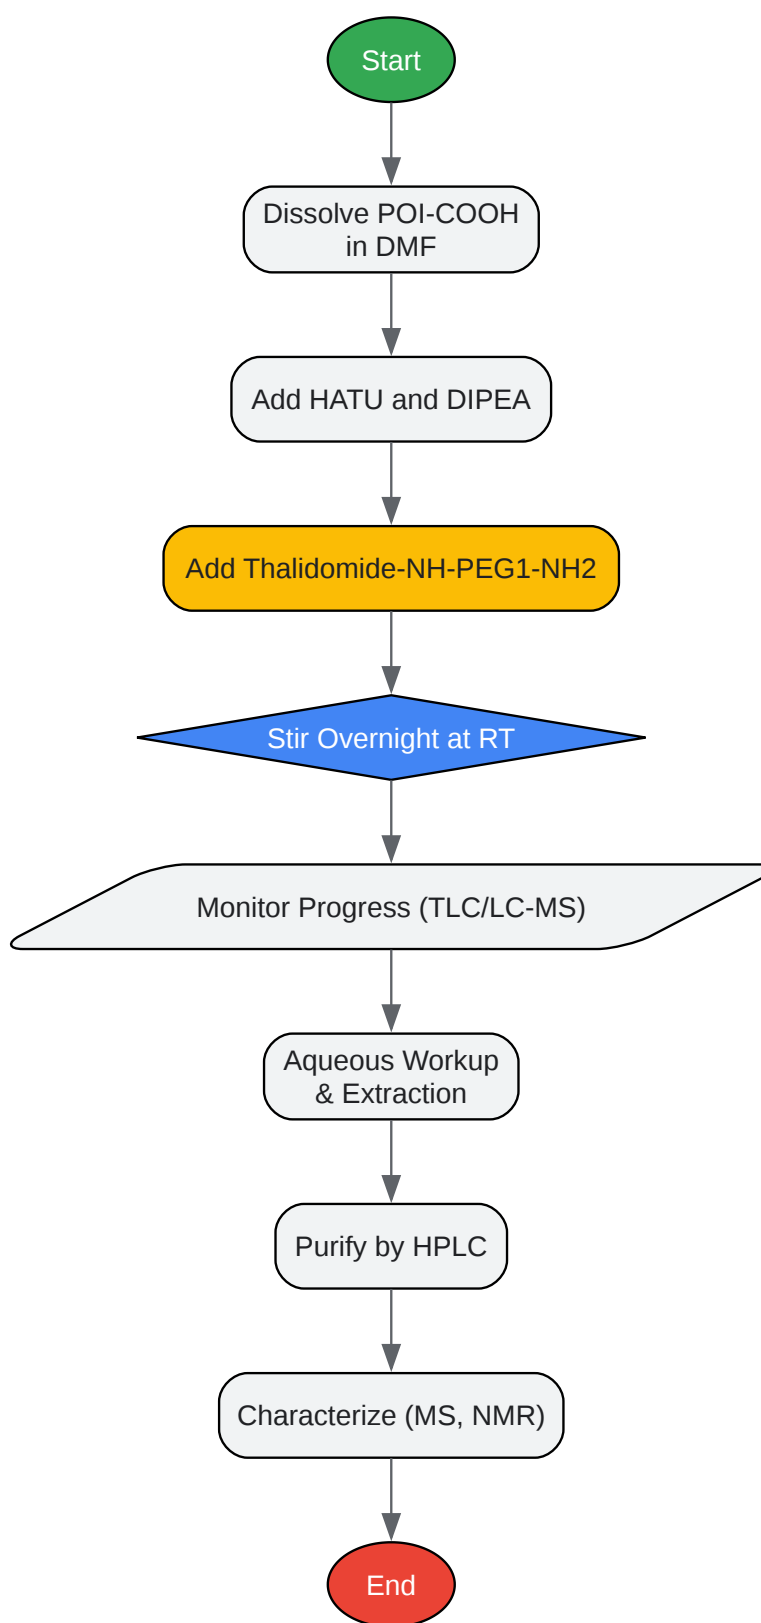 Start
Dissolve POI-COOH
in DMF
Add HATU and DIPEA
Add Thalidomide-NH-PEG1-NH2
Stir Overnight at RT
Monitor Progress (TLC/LC-MS)
Aqueous Workup
& Extraction
Purify by HPLC
Characterize (MS, NMR)
End